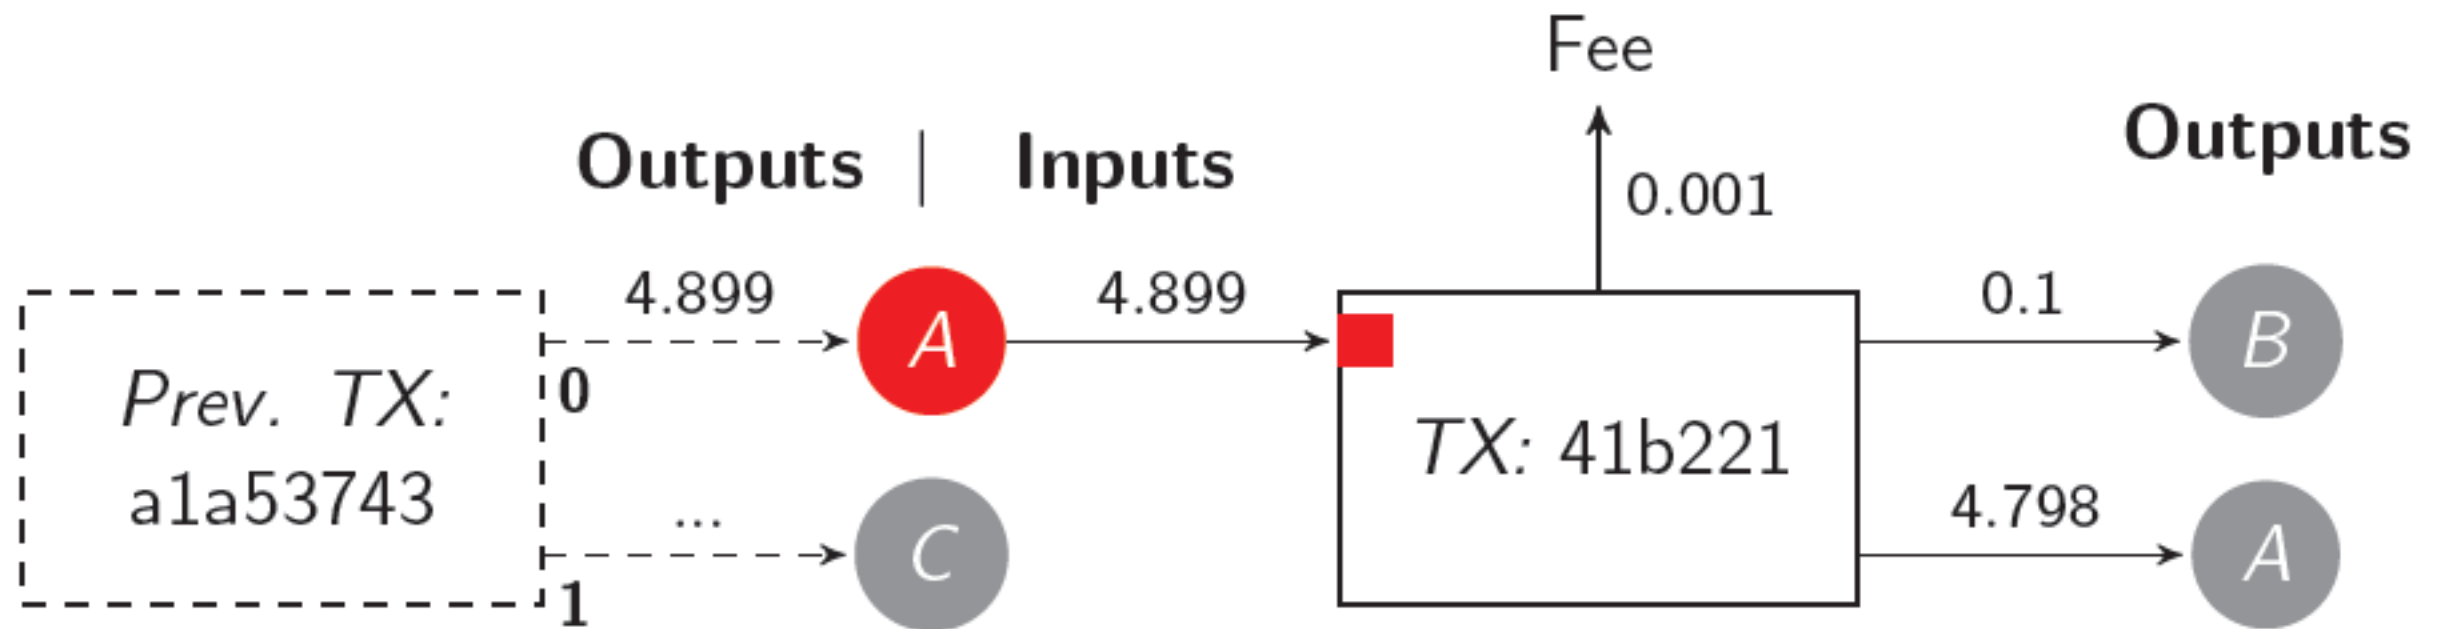 Fee
Outputs | Inputs
Outputs
0.001
4.899
4.899
0.1
A
B
0
Prev. TX:
a1a53743
TX: 41b221
...
4.798
C
A
1